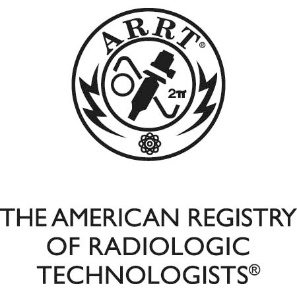 ARRT®
2π
THE AMERICAN REGISTRY
OF RADIOLOGIC
TECHNOLOGISTS®